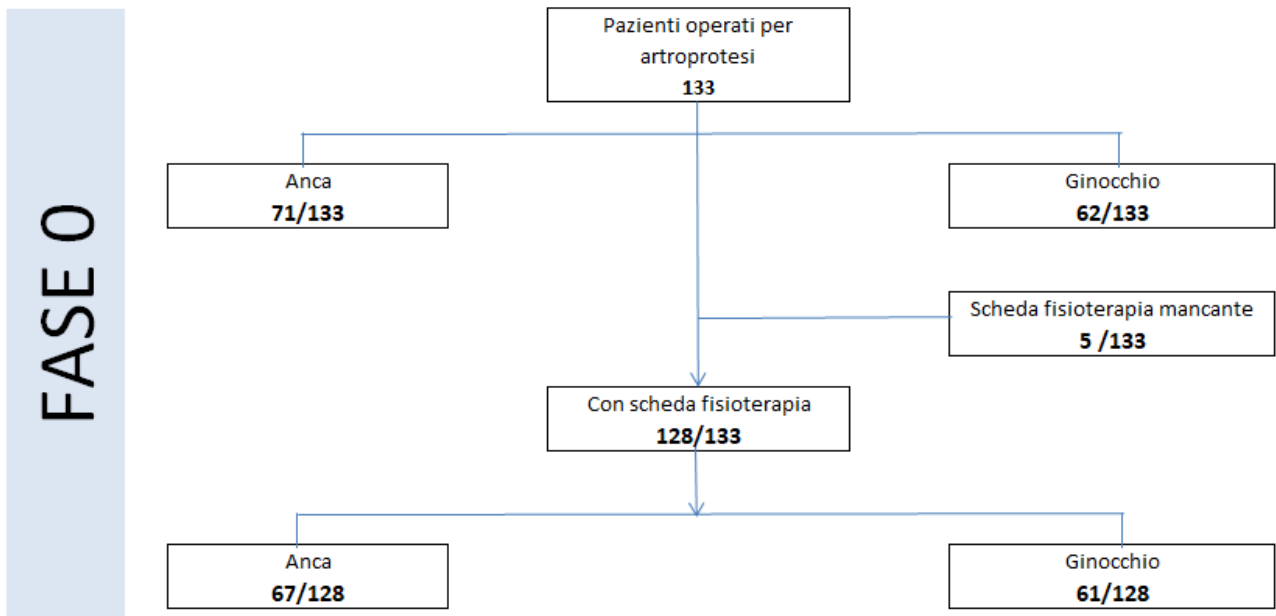 FASE 0
Pazienti operati per
artroprotesi
133
Anca
71/133
Ginocchio
62/133
Scheda fisioterapia mancante
5 /133
Con scheda fisioterapia
128/133
Anca
67/128
Ginocchio
61/128